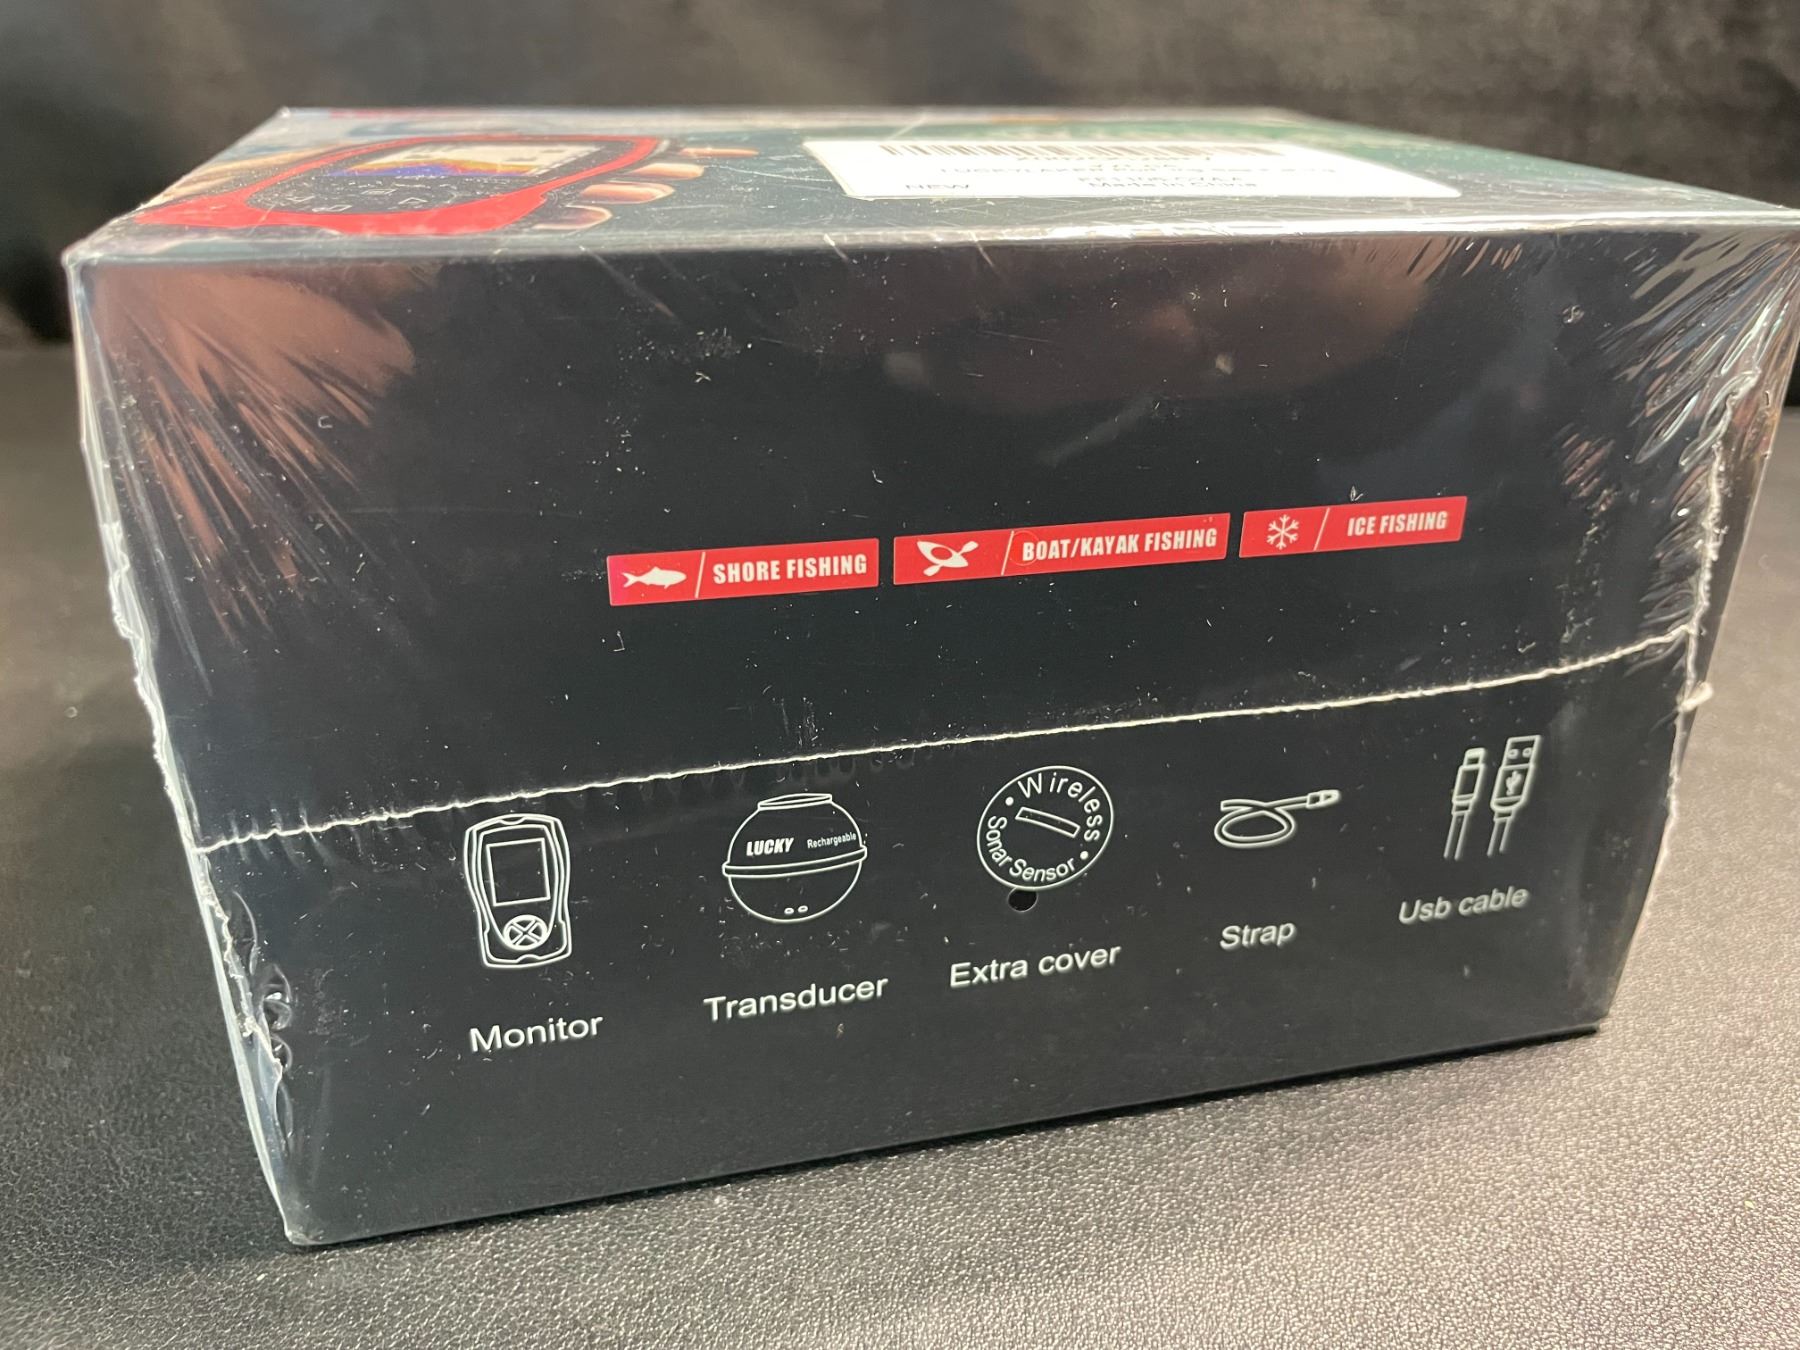 NEW
Made in China
SHORE FISHING
BOAT/KAYAK FISHING
ICE FISHING
LUCKY Rechargeable
Wireless
Sonar Sensor
Monitor
Transducer
Extra cover
Strap
Usb cable